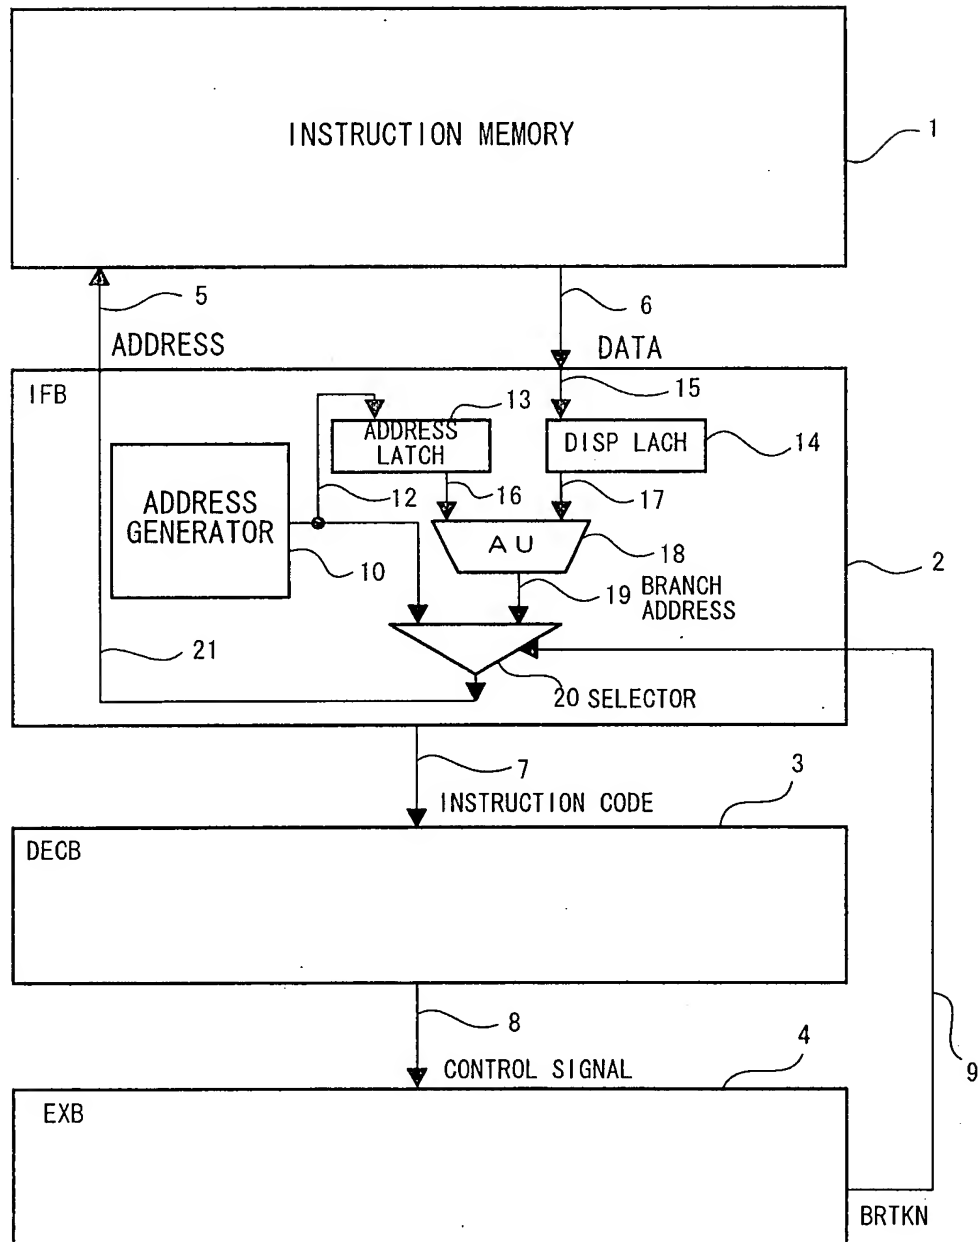 INSTRUCTION MEMORY
1
5
6
ADDRESS
DATA
IFB
13
15
ADDRESS
LATCH
DISP LACH
14
ADDRESS
GENERATOR
12
16
17
AU
18
10
2
19 BRANCH
ADDRESS
21
20 SELECTOR
7
3
INSTRUCTION CODE
DECB
8
4
CONTROL SIGNAL
9
EXB
BRTKN